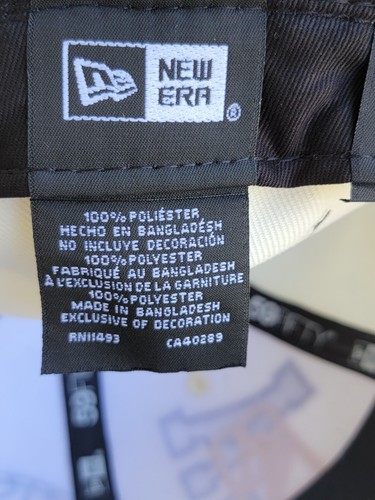 NEW
ERA®
100% POLIÉSTER
HECHO EN BANGLADÉSH
NO INCLUYE DECORACIÓN
100% POLYESTER
FABRIQUÉ AU BANGLADESH
À L'EXCLUSION DE LA GARNITURE
100% POLYESTER
MADE IN BANGLADESH
EXCLUSIVE OF DECORATION
RN11493 CA40289